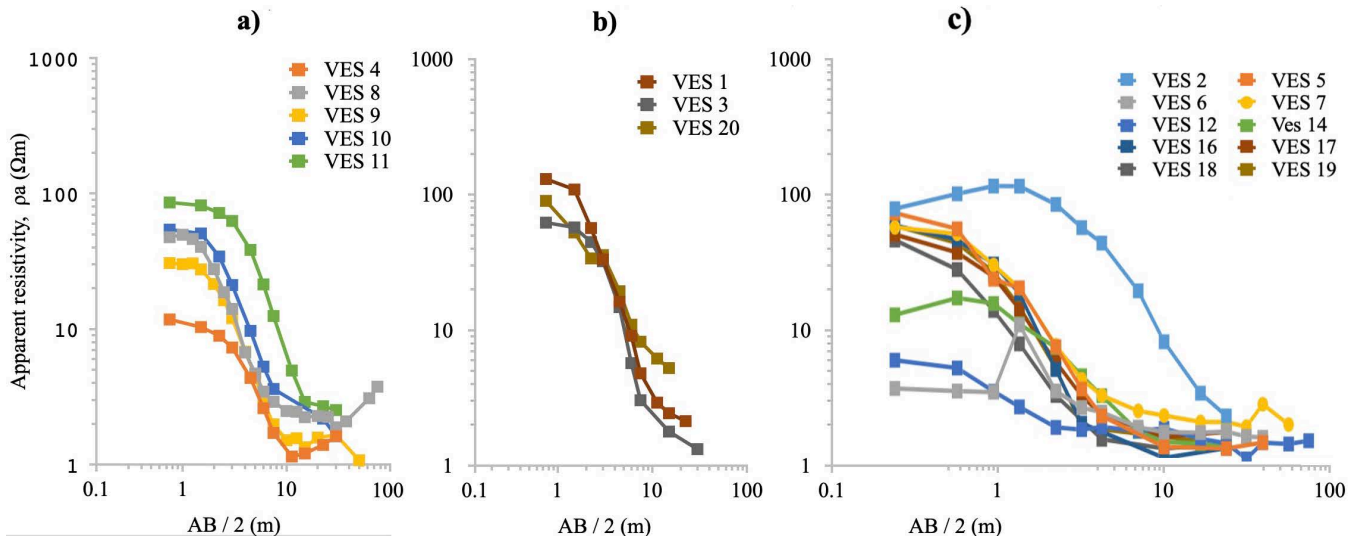 a)
1000
100
10
1
0.1
1
10
100
Apparent resistivity, ρa (Ωm)
AB / 2 (m)
VES 4
VES 8
VES 9
VES 10
VES 11
b)
1000
100
10
1
0.1
1
10
100
AB / 2 (m)
VES 1
VES 3
VES 20
c)
1000
100
10
1
0.1
1
10
100
AB / 2 (m)
VES 2
VES 5
VES 6
VES 7
VES 12
Ves 14
VES 16
VES 17
VES 18
VES 19